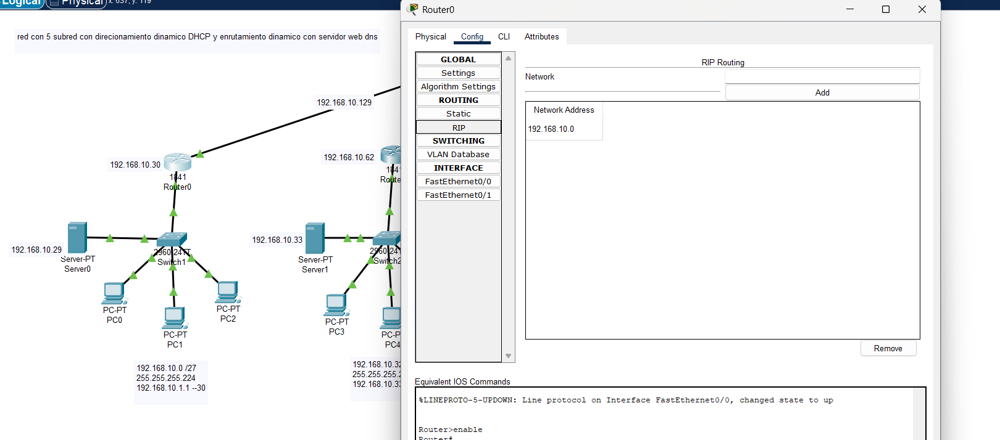 Logical
Physical
x: 637, y: 119
red con 5 subred con direcionamiento dinamico DHCP y enrutamiento dinamico con servidor web dns
192.168.10.129
192.168.10.30
1841
Router0
192.168.10.62
184
Route
192.168.10.29
Server-PT
Server0
2960-24TT
Switch1
PC-PT
PC0
PC-PT
PC1
PC-PT
PC2
192.168.10.0 /27
255.255.255.224
192.168.10.1.1 --30
192.168.10.33
Server-PT
Server1
2960-24T
Switch2
PC-PT
PC3
PC-P
PC4
192.168.10.32
255.255.255.2
192.168.10.33
Router0
Physical
Config
CLI
Attributes
GLOBAL
Settings
Algorithm Settings
ROUTING
Static
RIP
SWITCHING
VLAN Database
INTERFACE
FastEthernet0/0
FastEthernet0/1
RIP Routing
Network
Add
Network Address
192.168.10.0
Remove
Equivalent IOS Commands
%LINEPROTO-5-UPDOWN: Line protocol on Interface FastEthernet0/0, changed state to up
Router>enable
Router#